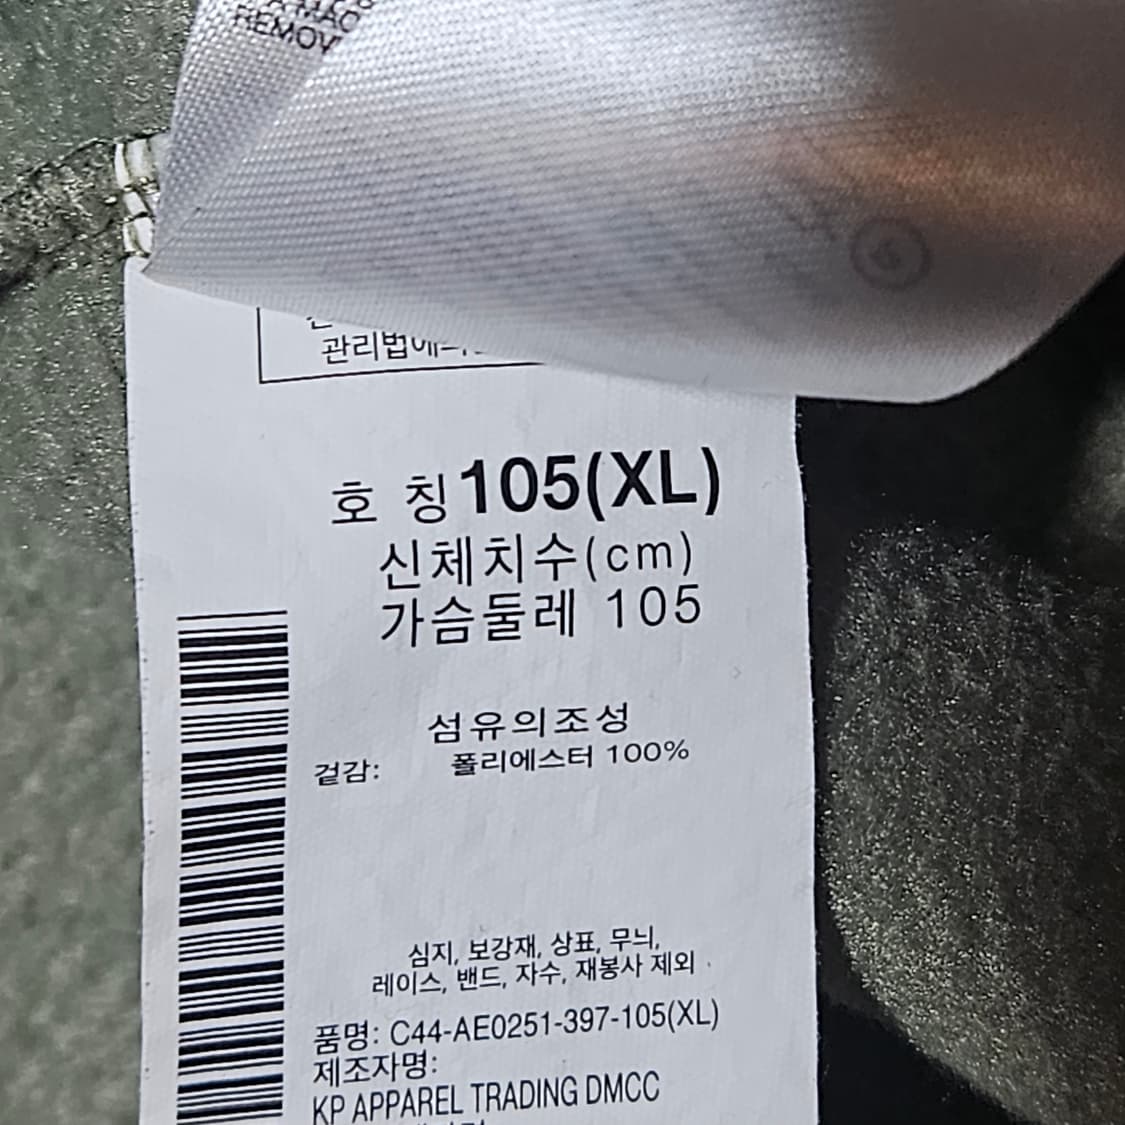 REMOV
관리법에
호 칭 105(XL)
신체치수(cm)
가슴둘레 105
섬유의조성
겉감: 폴리에스터 100%
심지, 보강재, 상표, 무늬,
레이스, 밴드, 자수, 재봉사 제외
품명: C44-AE0251-397-105(XL)
제조자명:
KP APPAREL TRADING DMCC